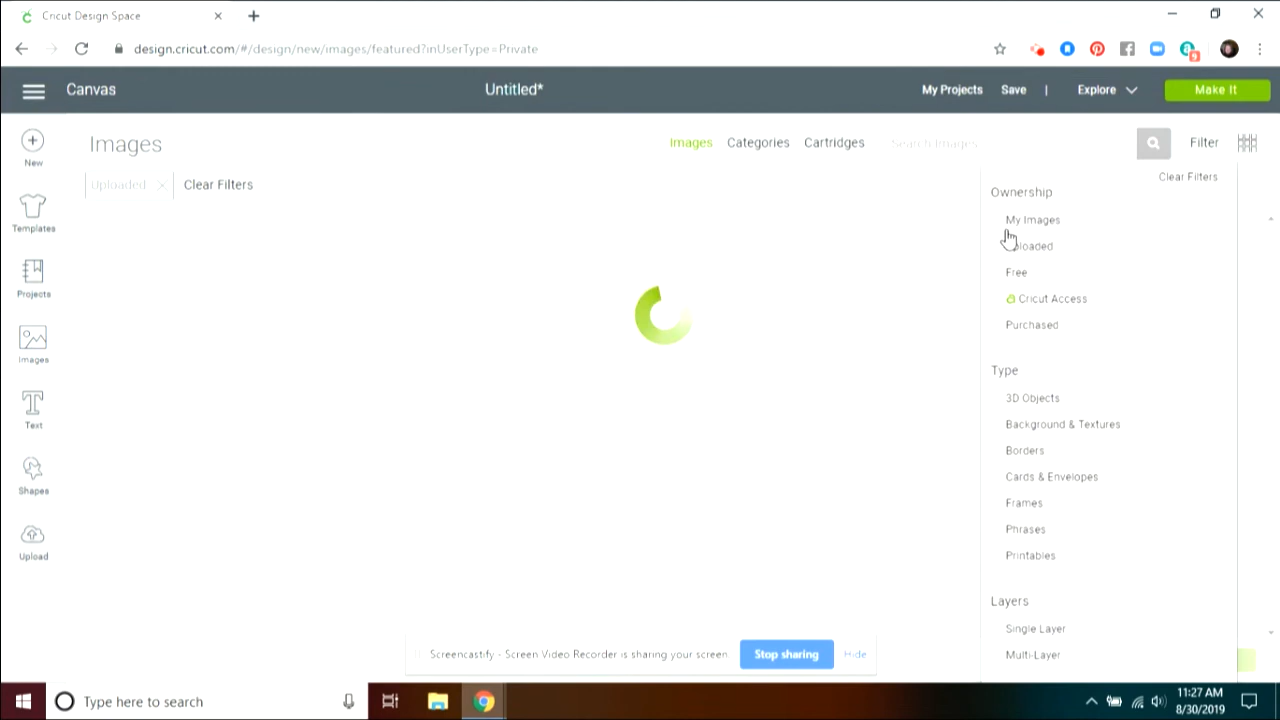 Cricut Design Space
design.cricut.com/#/design/new/images/featured?inUserType=Private
Canvas
Untitled*
My Projects
Save
|
Explore
Make It
New
Templates
Projects
Images
Text
Shapes
Upload
Images
Images
Categories
Cartridges
Search Images
Filter
Uploaded
Clear Filters
Clear Filters
Ownership
My Images
Uploaded
Free
Cricut Access
Purchased
Type
3D Objects
Background & Textures
Borders
Cards & Envelopes
Frames
Phrases
Printables
Layers
Single Layer
Multi-Layer
Screencastify - Screen Video Recorder is sharing your screen.
Stop sharing
Hide
Type here to search
11:27 AM
8/30/2019